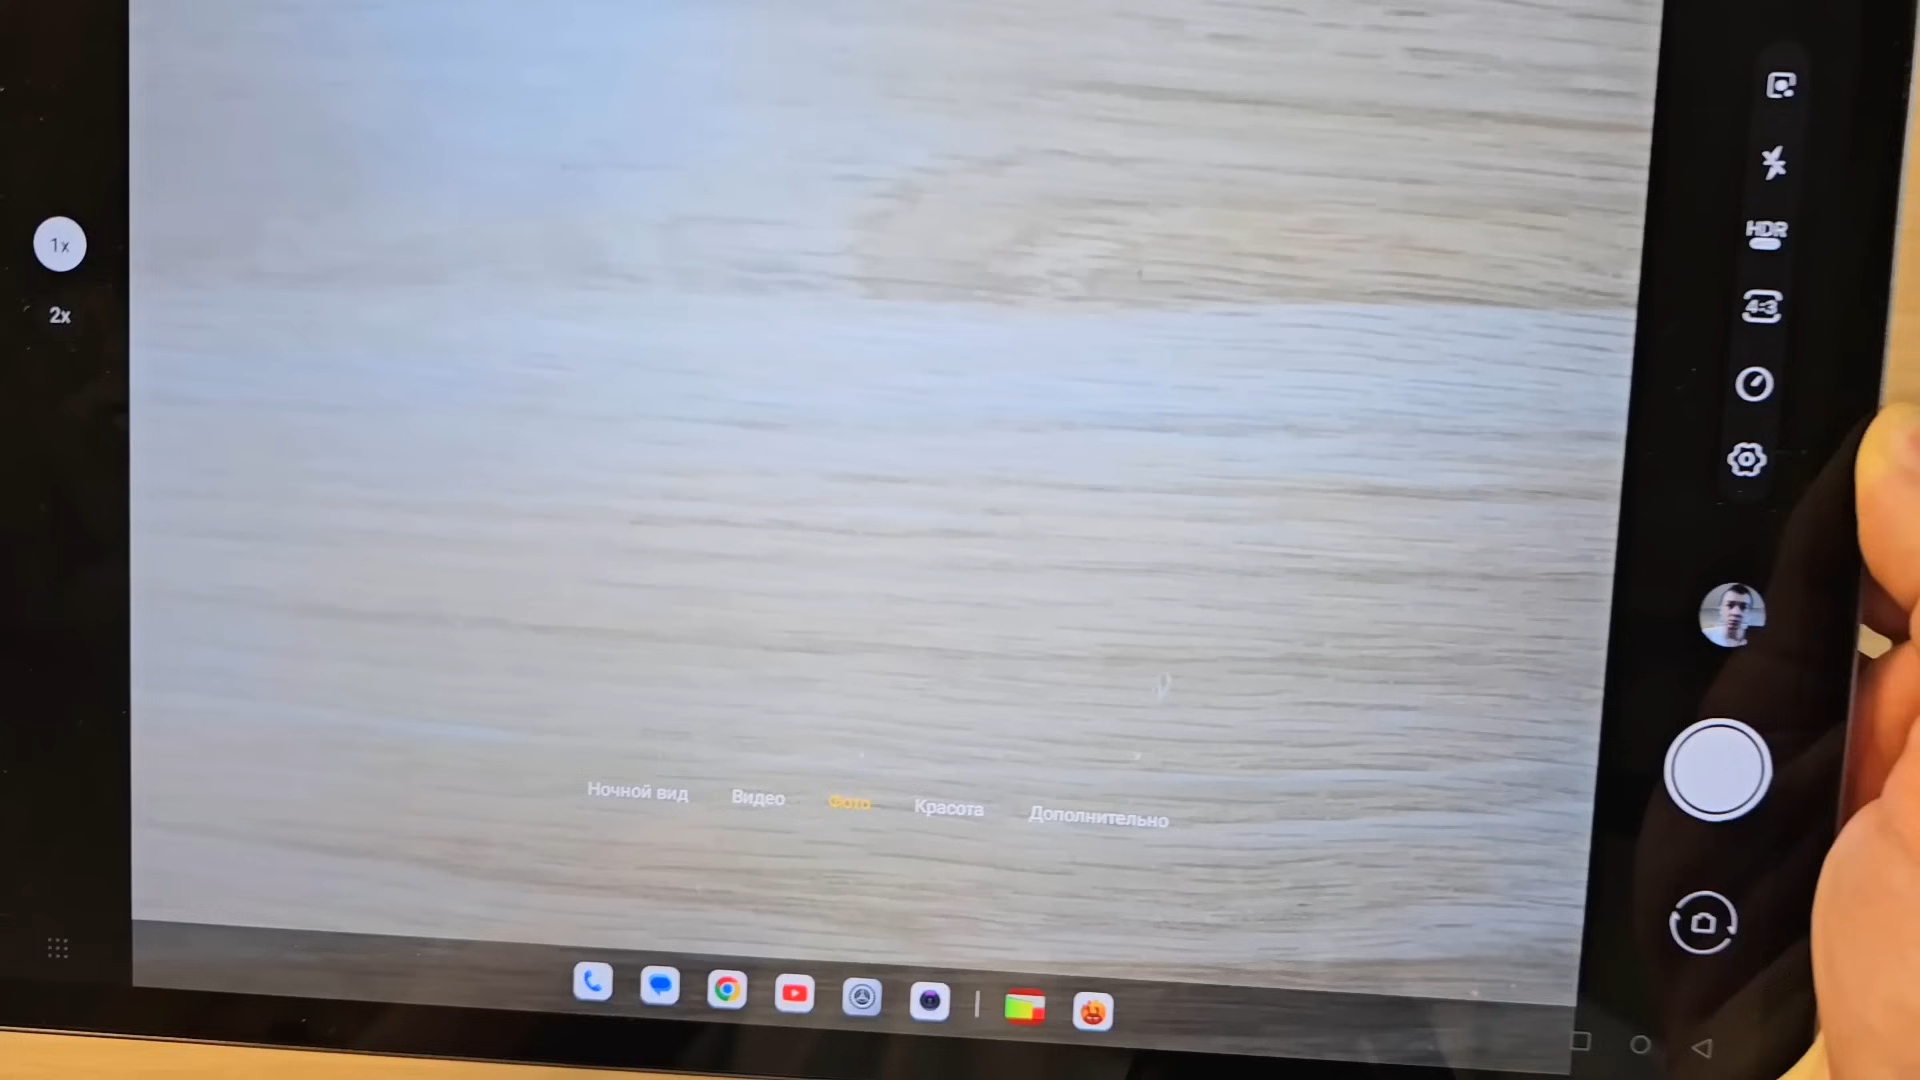 HDR
1x
4:3
2x
Ночной вид Видео Фото Красота Дополнительно